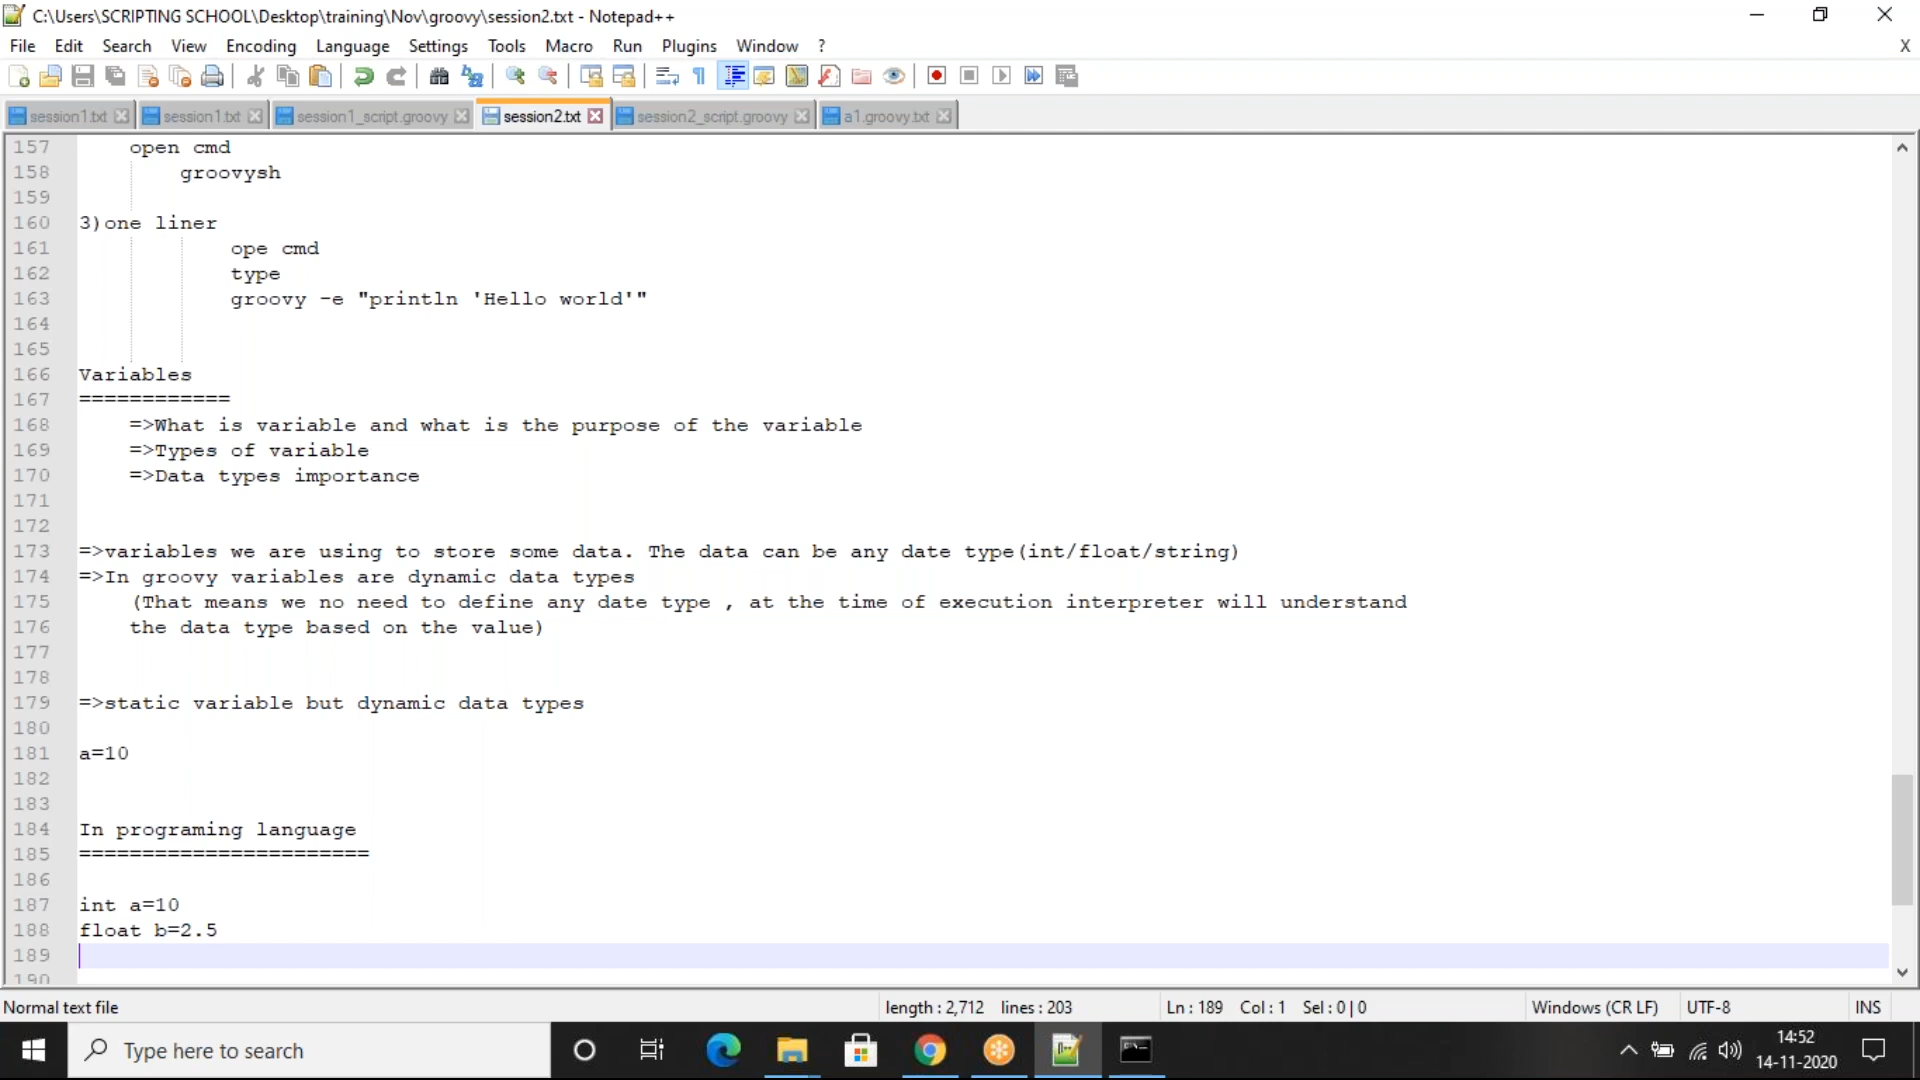 C:\Users\SCRIPTING SCHOOL\Desktop\training\Nov\groovy\session2.txt - Notepad++
File Edit Search View Encoding Language Settings Tools Macro Run Plugins Window ? X
session1.txt session1.txt session1_script.groovy session2.txt session2_script.groovy a1.groovy.txt
157 open cmd
158 groovysh
159
160 3)one liner
161 ope cmd
162 type
163 groovy -e "println 'Hello world'"
164
165
166 Variables
167 ============
168 =>What is variable and what is the purpose of the variable
169 =>Types of variable
170 =>Data types importance
171
172
173 =>variables we are using to store some data. The data can be any date type(int/float/string)
174 =>In groovy variables are dynamic data types
175 (That means we no need to define any date type , at the time of execution interpreter will understand
176 the data type based on the value)
177
178
179 =>static variable but dynamic data types
180
181 a=10
182
183
184 In programing language
185 =======================
186
187 int a=10
188 float b=2.5
189
190
Normal text file length : 2,712 lines : 203 Ln : 189 Col : 1 Sel : 0 | 0 Windows (CR LF) UTF-8 INS
Type here to search
14:52
14-11-2020